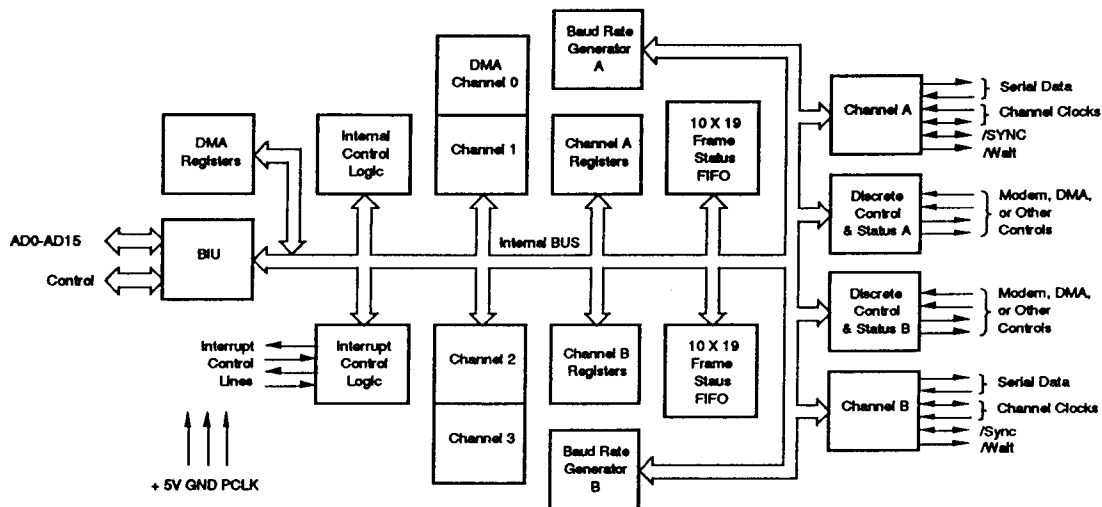 Baud Rate
Generator
A
DMA
Channel 0
Channel 1
Channel A
Serial Data
Channel Clocks
/SYNC
/Wait
DMA
Registers
Internal
Control
Logic
Channel A
Registers
10 X 19
Frame
Status
FIFO
Discrete
Control
& Status A
Modem, DMA,
or Other
Controls
AD0-AD15
Control
BIU
Internal BUS
Discrete
Control
& Status B
Modem, DMA,
or Other
Controls
Interrupt
Control
Lines
Interrupt
Control
Logic
Channel 2
Channel 3
Channel B
Registers
10 X 19
Frame
Staus
FIFO
Channel B
Serial Data
Channel Clocks
/Sync
/Wait
Baud Rate
Generator
B
+ 5V GND PCLK